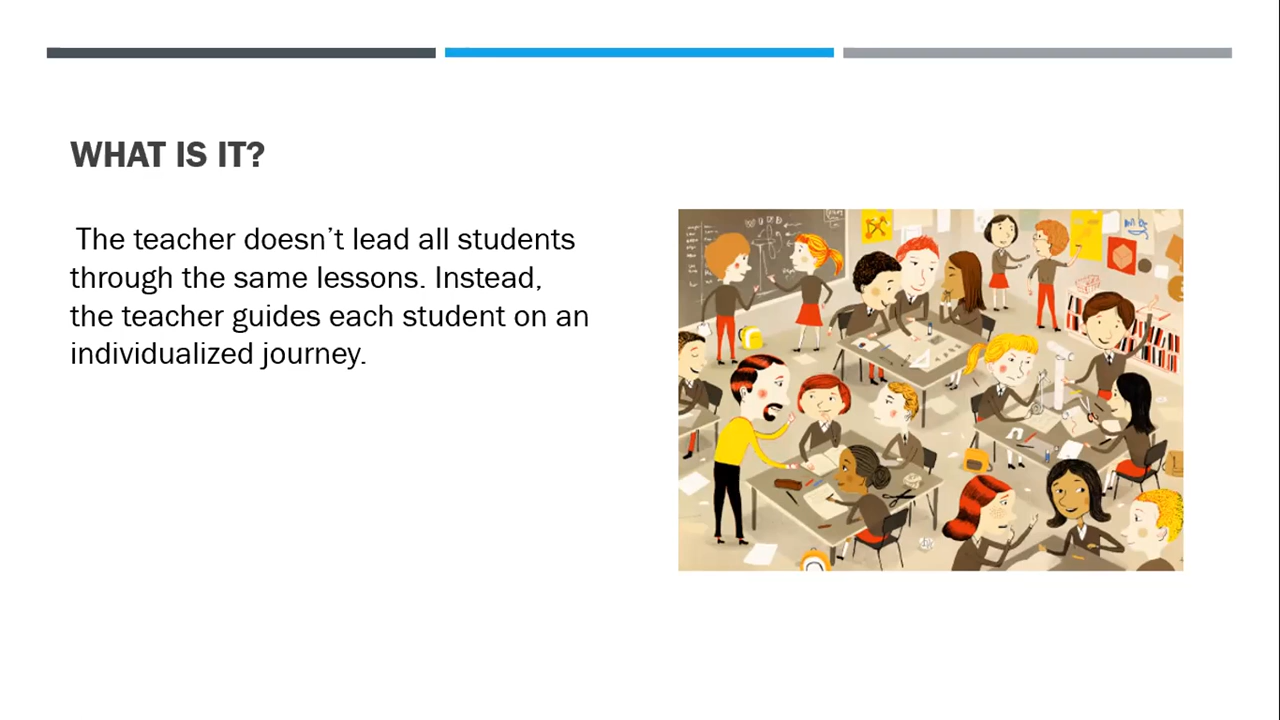 WHAT IS IT?
The teacher doesn’t lead all students
through the same lessons. Instead,
the teacher guides each student on an
individualized journey.